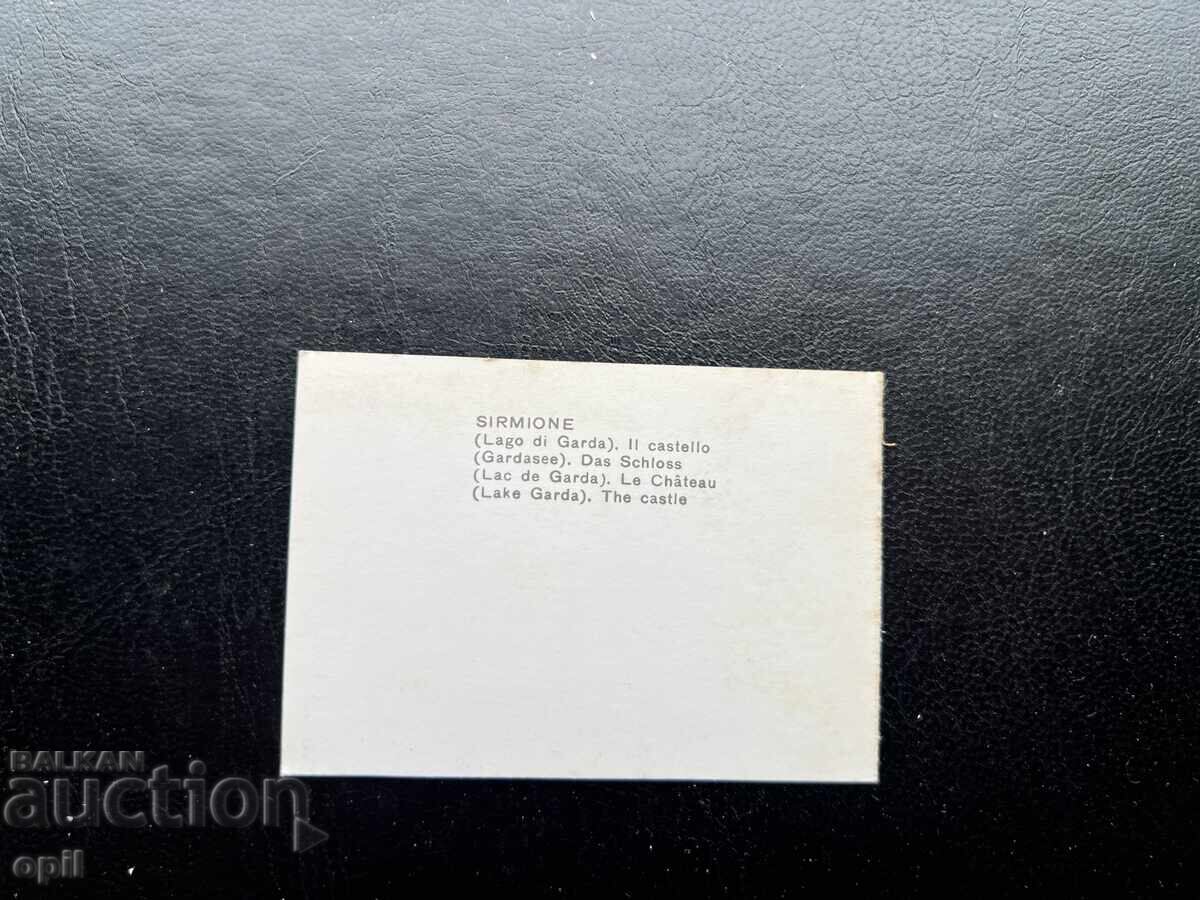 SIRMIONE
(Lago di Garda). Il castello
(Gardasee). Das Schloss
(Lac de Garda). Le Château
(Lake Garda). The castle
BALKAN
auction
opil